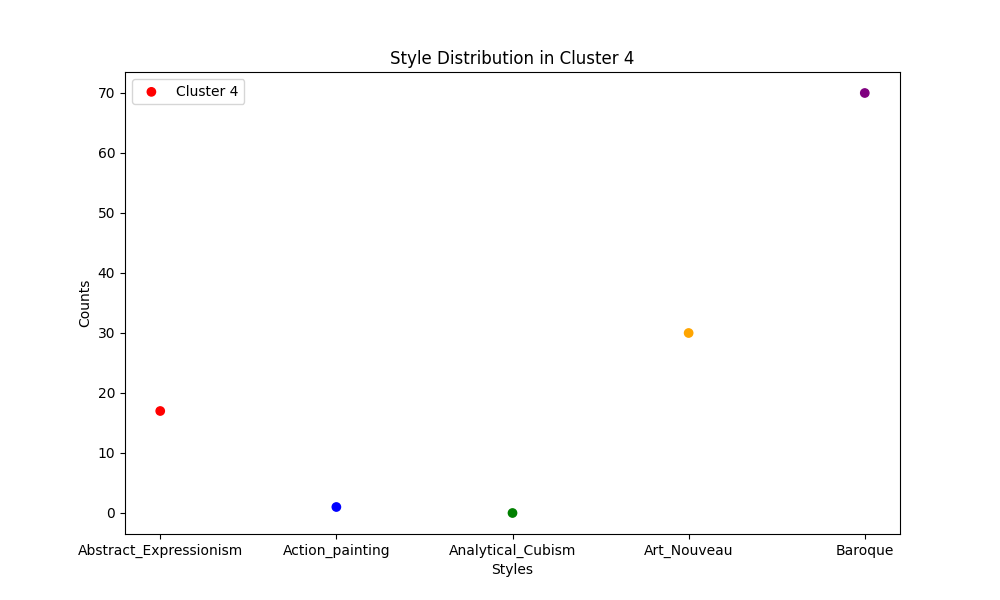 Style Distribution in Cluster 4
Cluster 4
70
60
50
40
30
20
10
0
Counts
Abstract_Expressionism Action_painting Analytical_Cubism Art_Nouveau Baroque
Styles